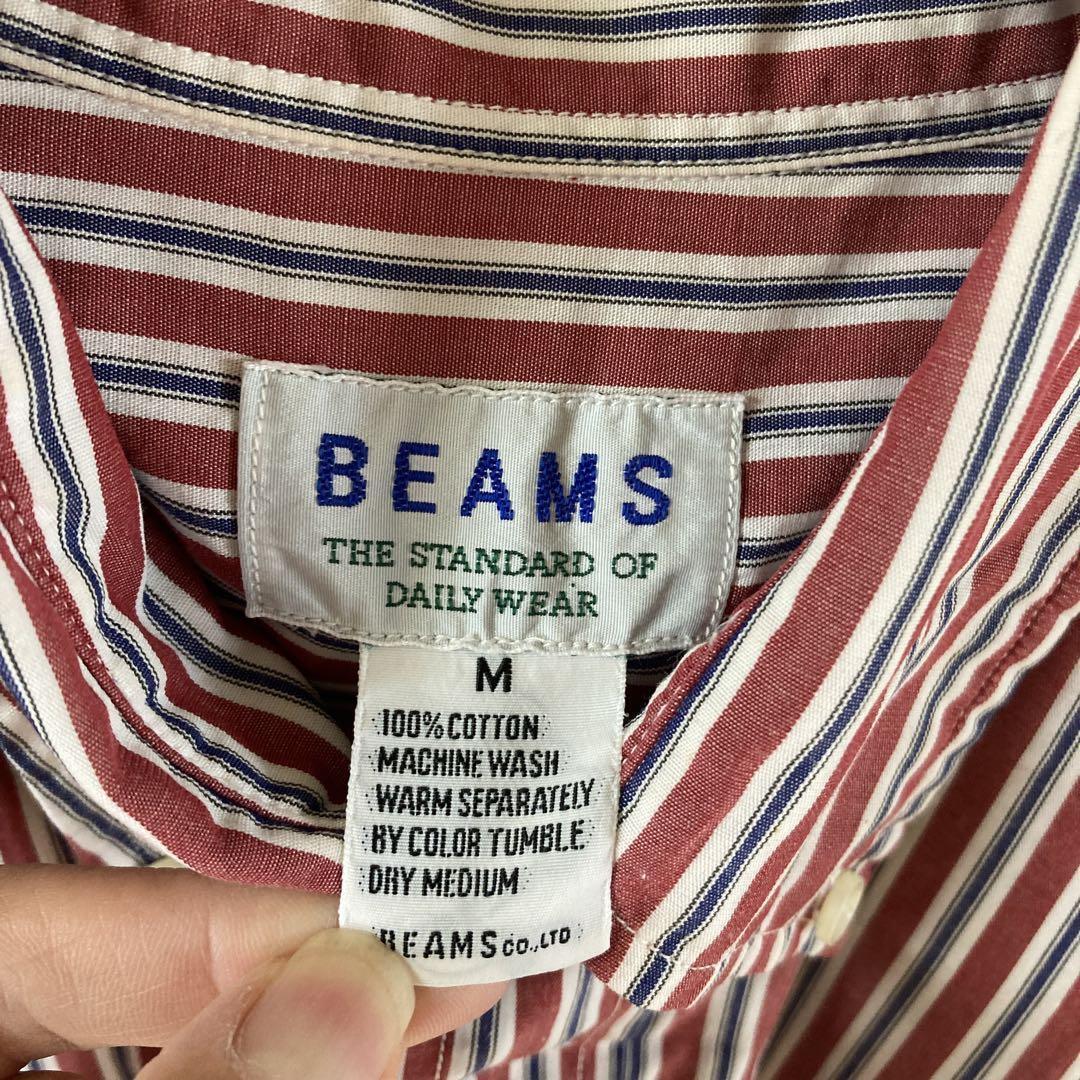 BEAMS
THE STANDARD OF
DAILY WEAR
M
100% COTTON
MACHINE WASH
WARM SEPARATELY
BY COLOR TUMBLE
DRY MEDIUM
BEAMS CO.,LTD